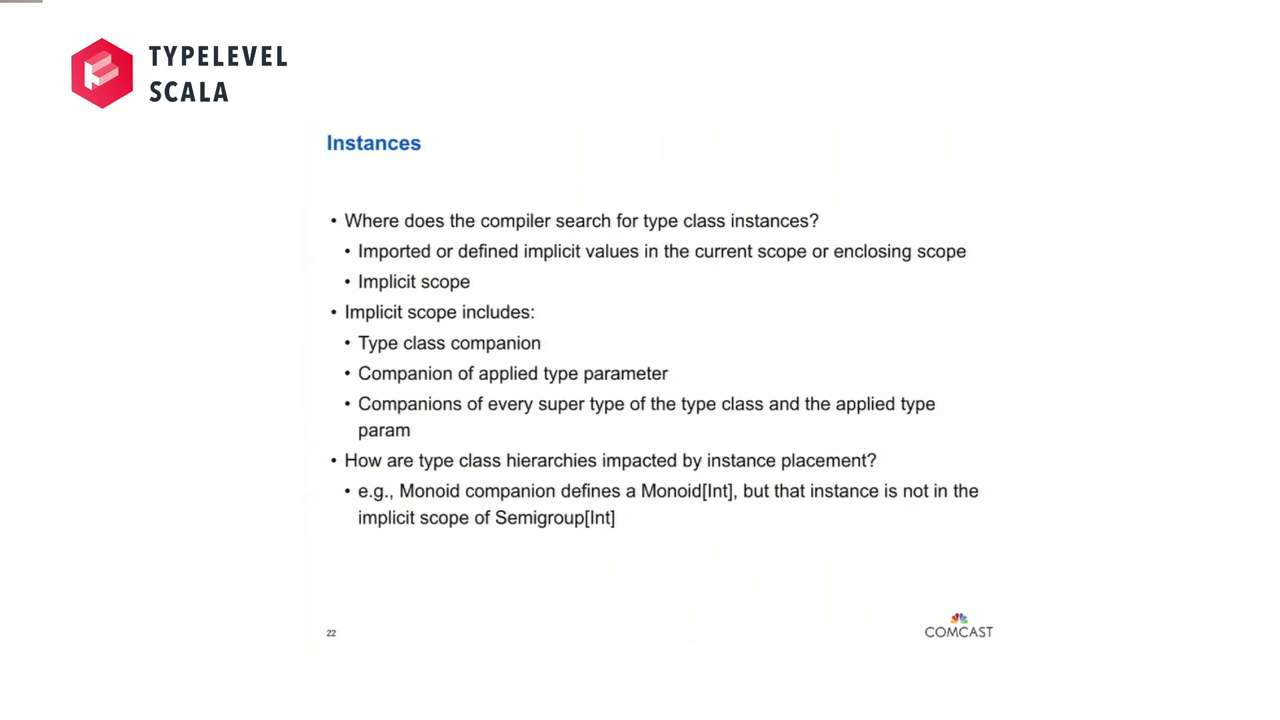 TYPELEVEL
SCALA
Instances
• Where does the compiler search for type class instances?
• Imported or defined implicit values in the current scope or enclosing scope
• Implicit scope
• Implicit scope includes:
• Type class companion
• Companion of applied type parameter
• Companions of every super type of the type class and the applied type
param
• How are type class hierarchies impacted by instance placement?
• e.g., Monoid companion defines a Monoid[Int], but that instance is not in the
implicit scope of Semigroup[Int]
22
COMCAST